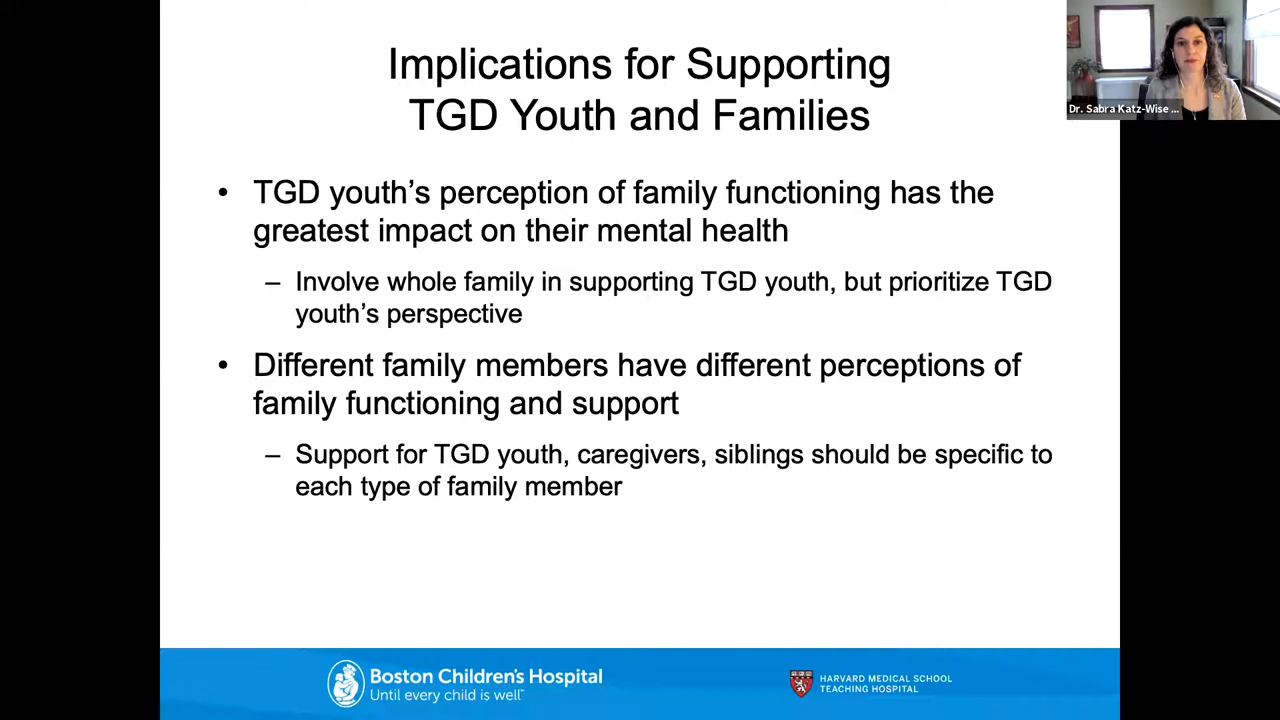 Implications for Supporting
TGD Youth and Families
Dr. Sabra Katz-Wise ...
• TGD youth's perception of family functioning has the
greatest impact on their mental health
– Involve whole family in supporting TGD youth, but prioritize TGD
youth's perspective
• Different family members have different perceptions of
family functioning and support
– Support for TGD youth, caregivers, siblings should be specific to
each type of family member
Boston Children's Hospital
Until every child is well™
HARVARD MEDICAL SCHOOL
TEACHING HOSPITAL